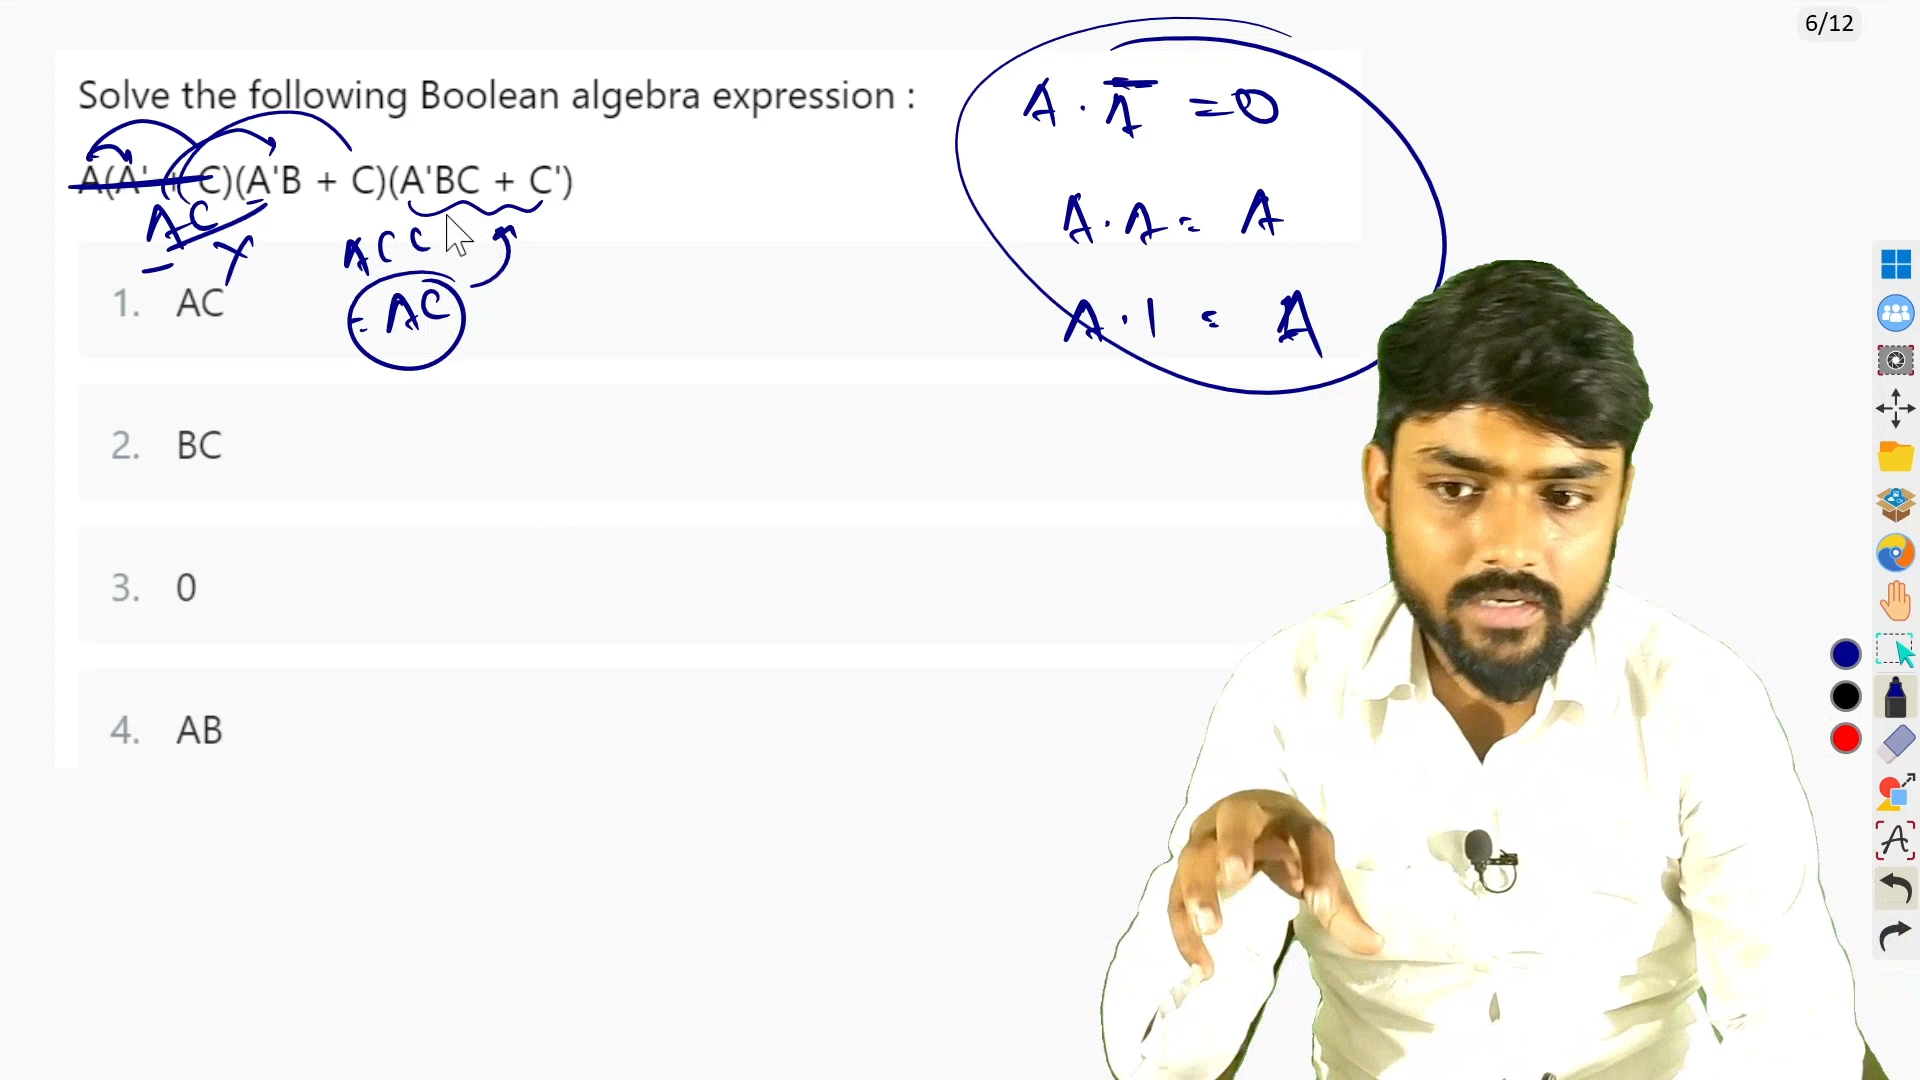 6/12
Solve the following Boolean algebra expression :
A(A' + C)(A'B + C)(A'BC + C')
AC
ACC
= AC
A · A̅ = 0
A · A = A
A · 1 = A
1. AC
2. BC
3. 0
4. AB